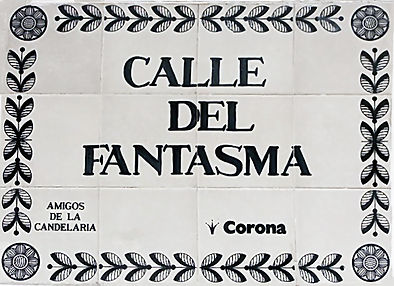 CALLE
DEL
FANTASMA
AMIGOS
DE LA
CANDELARIA
Corona